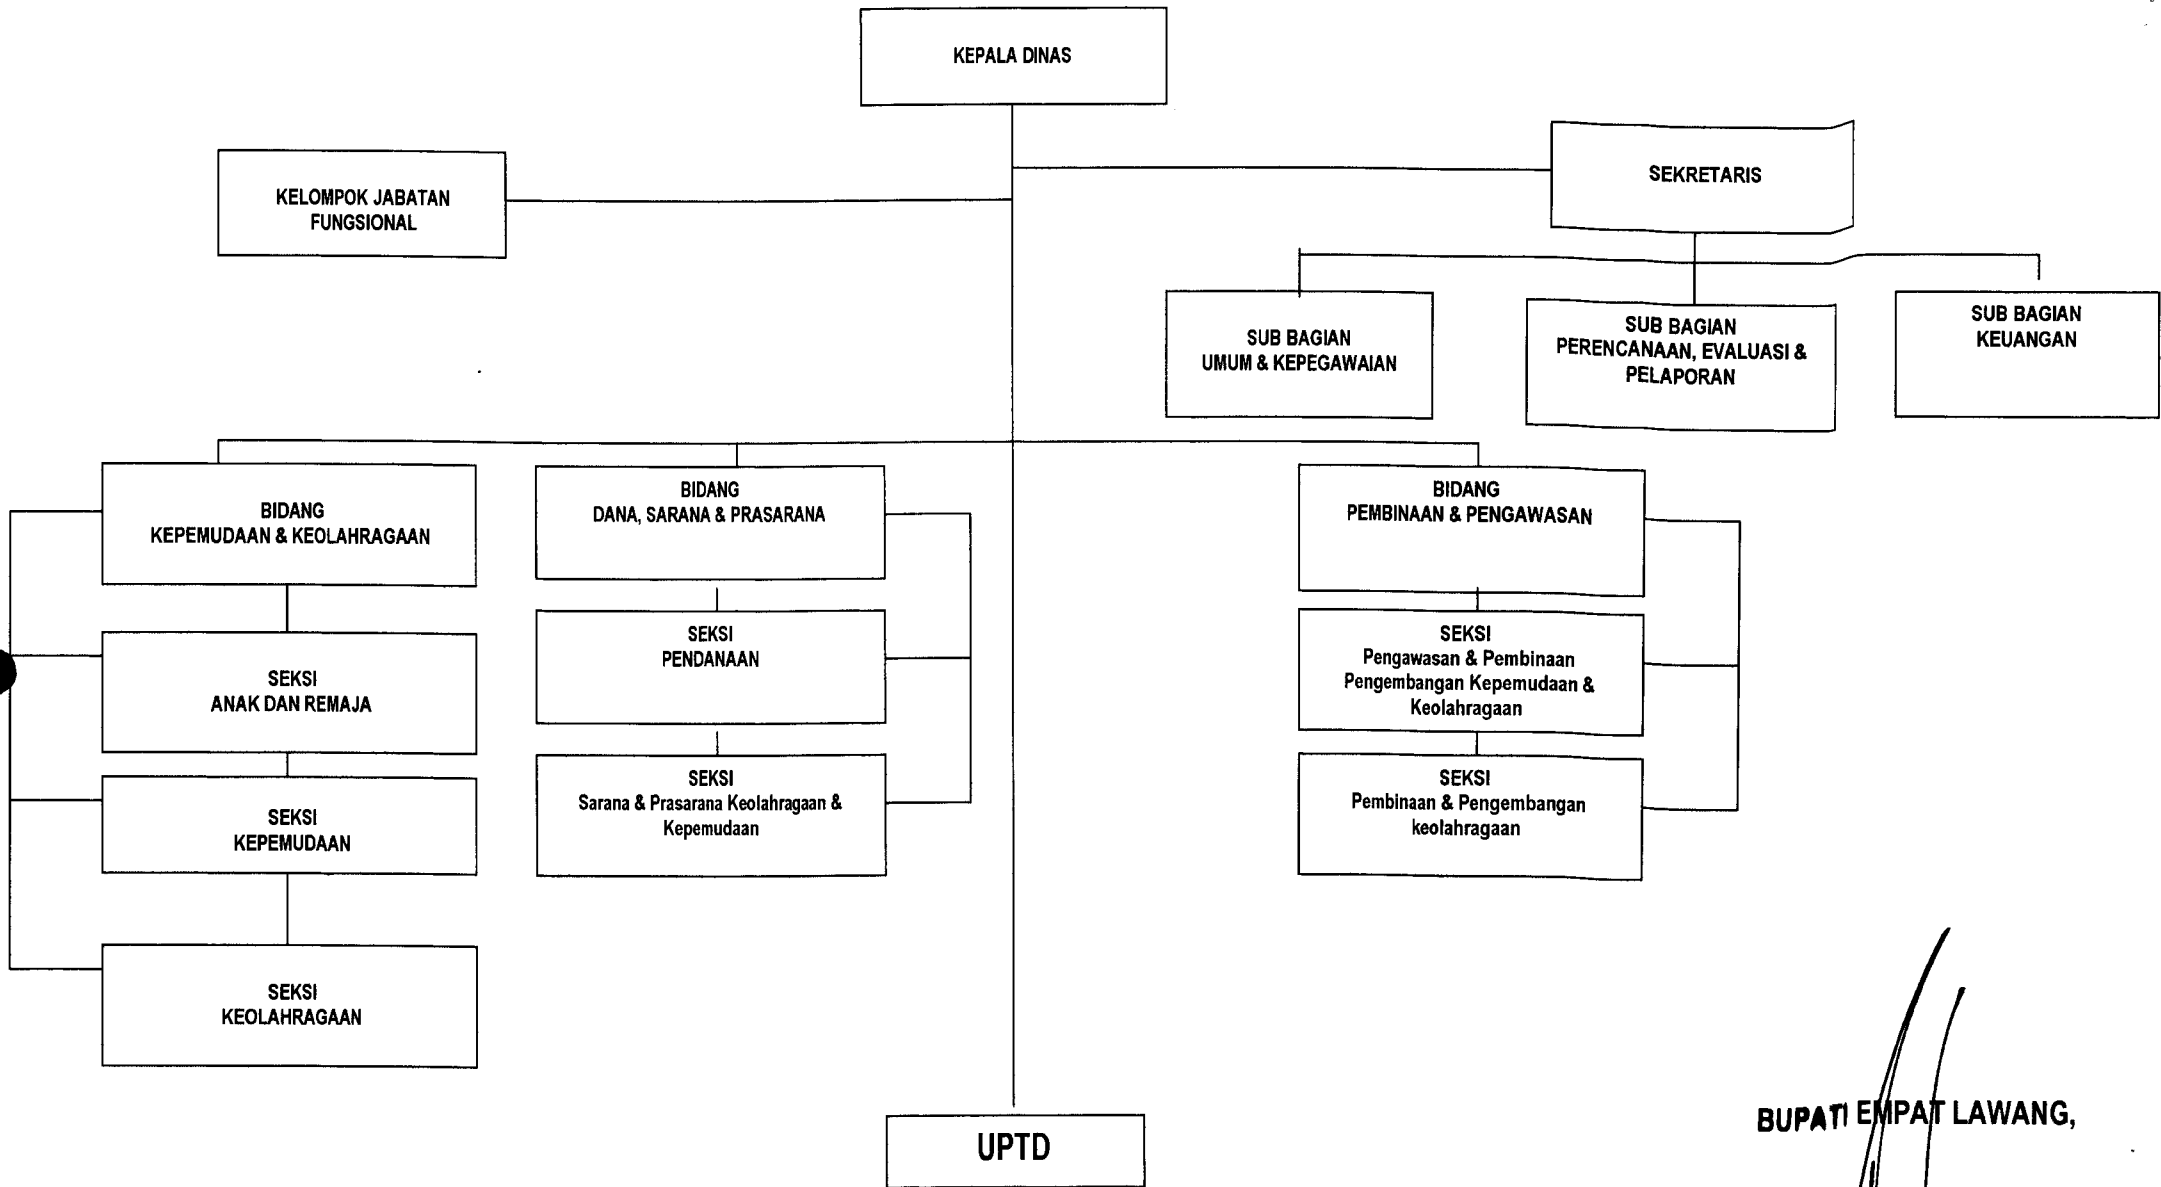 KEPALA DINAS
KELOMPOK JABATAN
FUNGSIONAL
SEKRETARIS
SUB BAGIAN
UMUM & KEPEGAWAIAN
SUB BAGIAN
PERENCANAAN, EVALUASI &
PELAPORAN
SUB BAGIAN
KEUANGAN
BIDANG
KEPEMUDAAN & KEOLAHRAGAAN
SEKSI
ANAK DAN REMAJA
SEKSI
KEPEMUDAAN
SEKSI
KEOLAHRAGAAN
BIDANG
DANA, SARANA & PRASARANA
SEKSI
PENDANAAN
SEKSI
Sarana & Prasarana Keolahragaan &
Kepemudaan
BIDANG
PEMBINAAN & PENGAWASAN
SEKSI
Pengawasan & Pembinaan
Pengembangan Kepemudaan &
Keolahragaan
SEKSI
Pembinaan & Pengembangan
keolahragaan
UPTD
BUPATI EMPAT LAWANG,